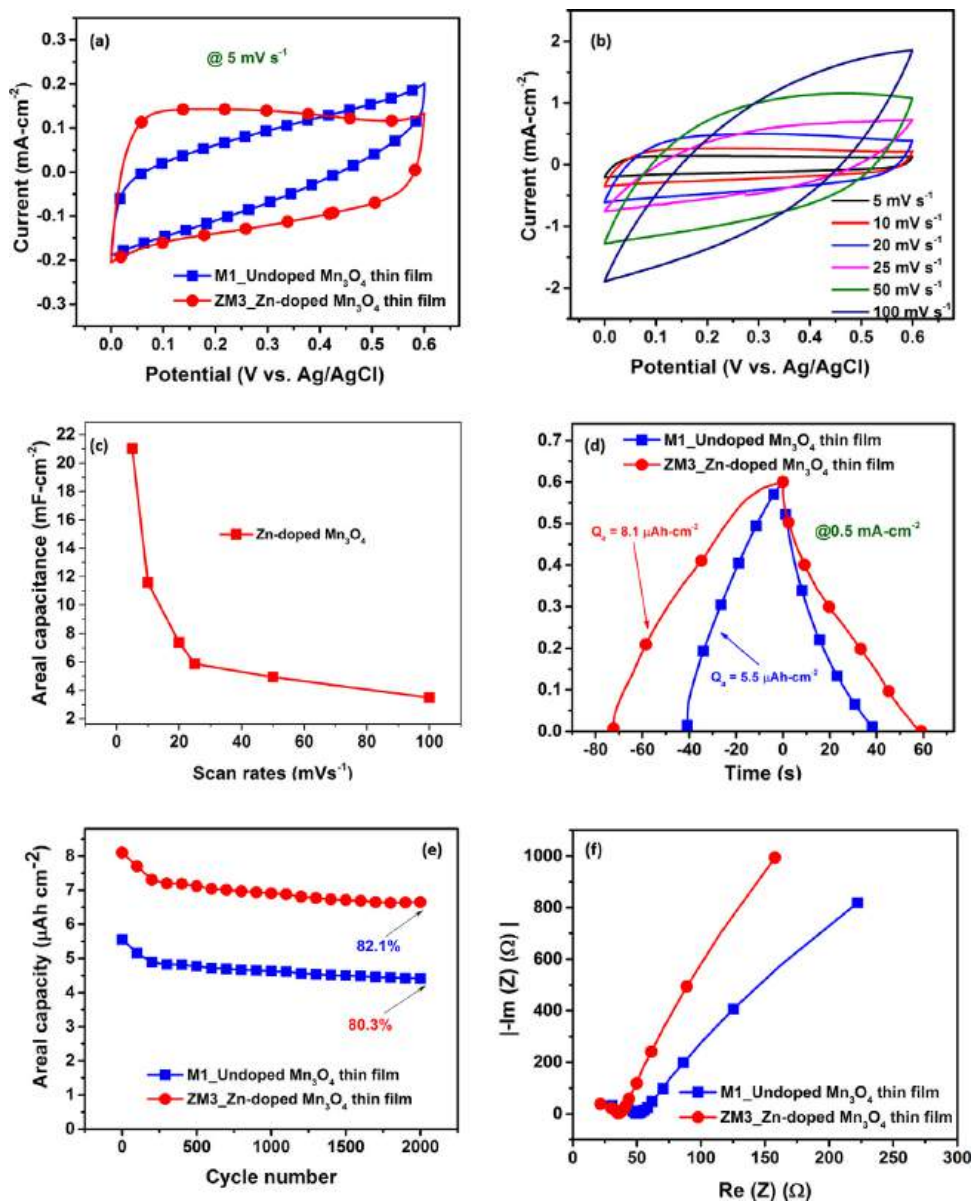 (a)
@ 5 mV s⁻¹
Current (mA-cm⁻²)
0.3
0.2
0.1
0.0
-0.1
-0.2
-0.3
M1_Undoped Mn₃O₄ thin film
ZM3_Zn-doped Mn₃O₄ thin film
0.0 0.1 0.2 0.3 0.4 0.5 0.6
Potential (V vs. Ag/AgCl)
(b)
Current (mA-cm⁻²)
2
1
0
-1
-2
5 mV s⁻¹
10 mV s⁻¹
20 mV s⁻¹
25 mV s⁻¹
50 mV s⁻¹
100 mV s⁻¹
0.0 0.1 0.2 0.3 0.4 0.5 0.6
Potential (V vs. Ag/AgCl)
(c)
Areal capacitance (mF-cm⁻²)
22
20
18
16
14
12
10
8
6
4
2
Zn-doped Mn₃O₄
0 20 40 60 80 100
Scan rates (mVs⁻¹)
(d)
M1_Undoped Mn₃O₄ thin film
ZM3_Zn-doped Mn₃O₄ thin film
0.7
0.6
0.5
0.4
0.3
0.2
0.1
0.0
Qₐ = 8.1 μAh-cm⁻²
@0.5 mA-cm⁻²
Qₐ = 5.5 μAh-cm⁻²
-80 -60 -40 -20 0 20 40 60
Time (s)
(e)
Areal capacity (μAh cm⁻²)
8
7
6
5
4
3
2
1
0
82.1%
80.3%
M1_Undoped Mn₃O₄ thin film
ZM3_Zn-doped Mn₃O₄ thin film
0 500 1000 1500 2000
Cycle number
(f)
|-Im (Z) (Ω) |
1000
800
600
400
200
0
M1_Undoped Mn₃O₄ thin film
ZM3_Zn-doped Mn₃O₄ thin film
0 50 100 150 200 250 300
Re (Z) (Ω)